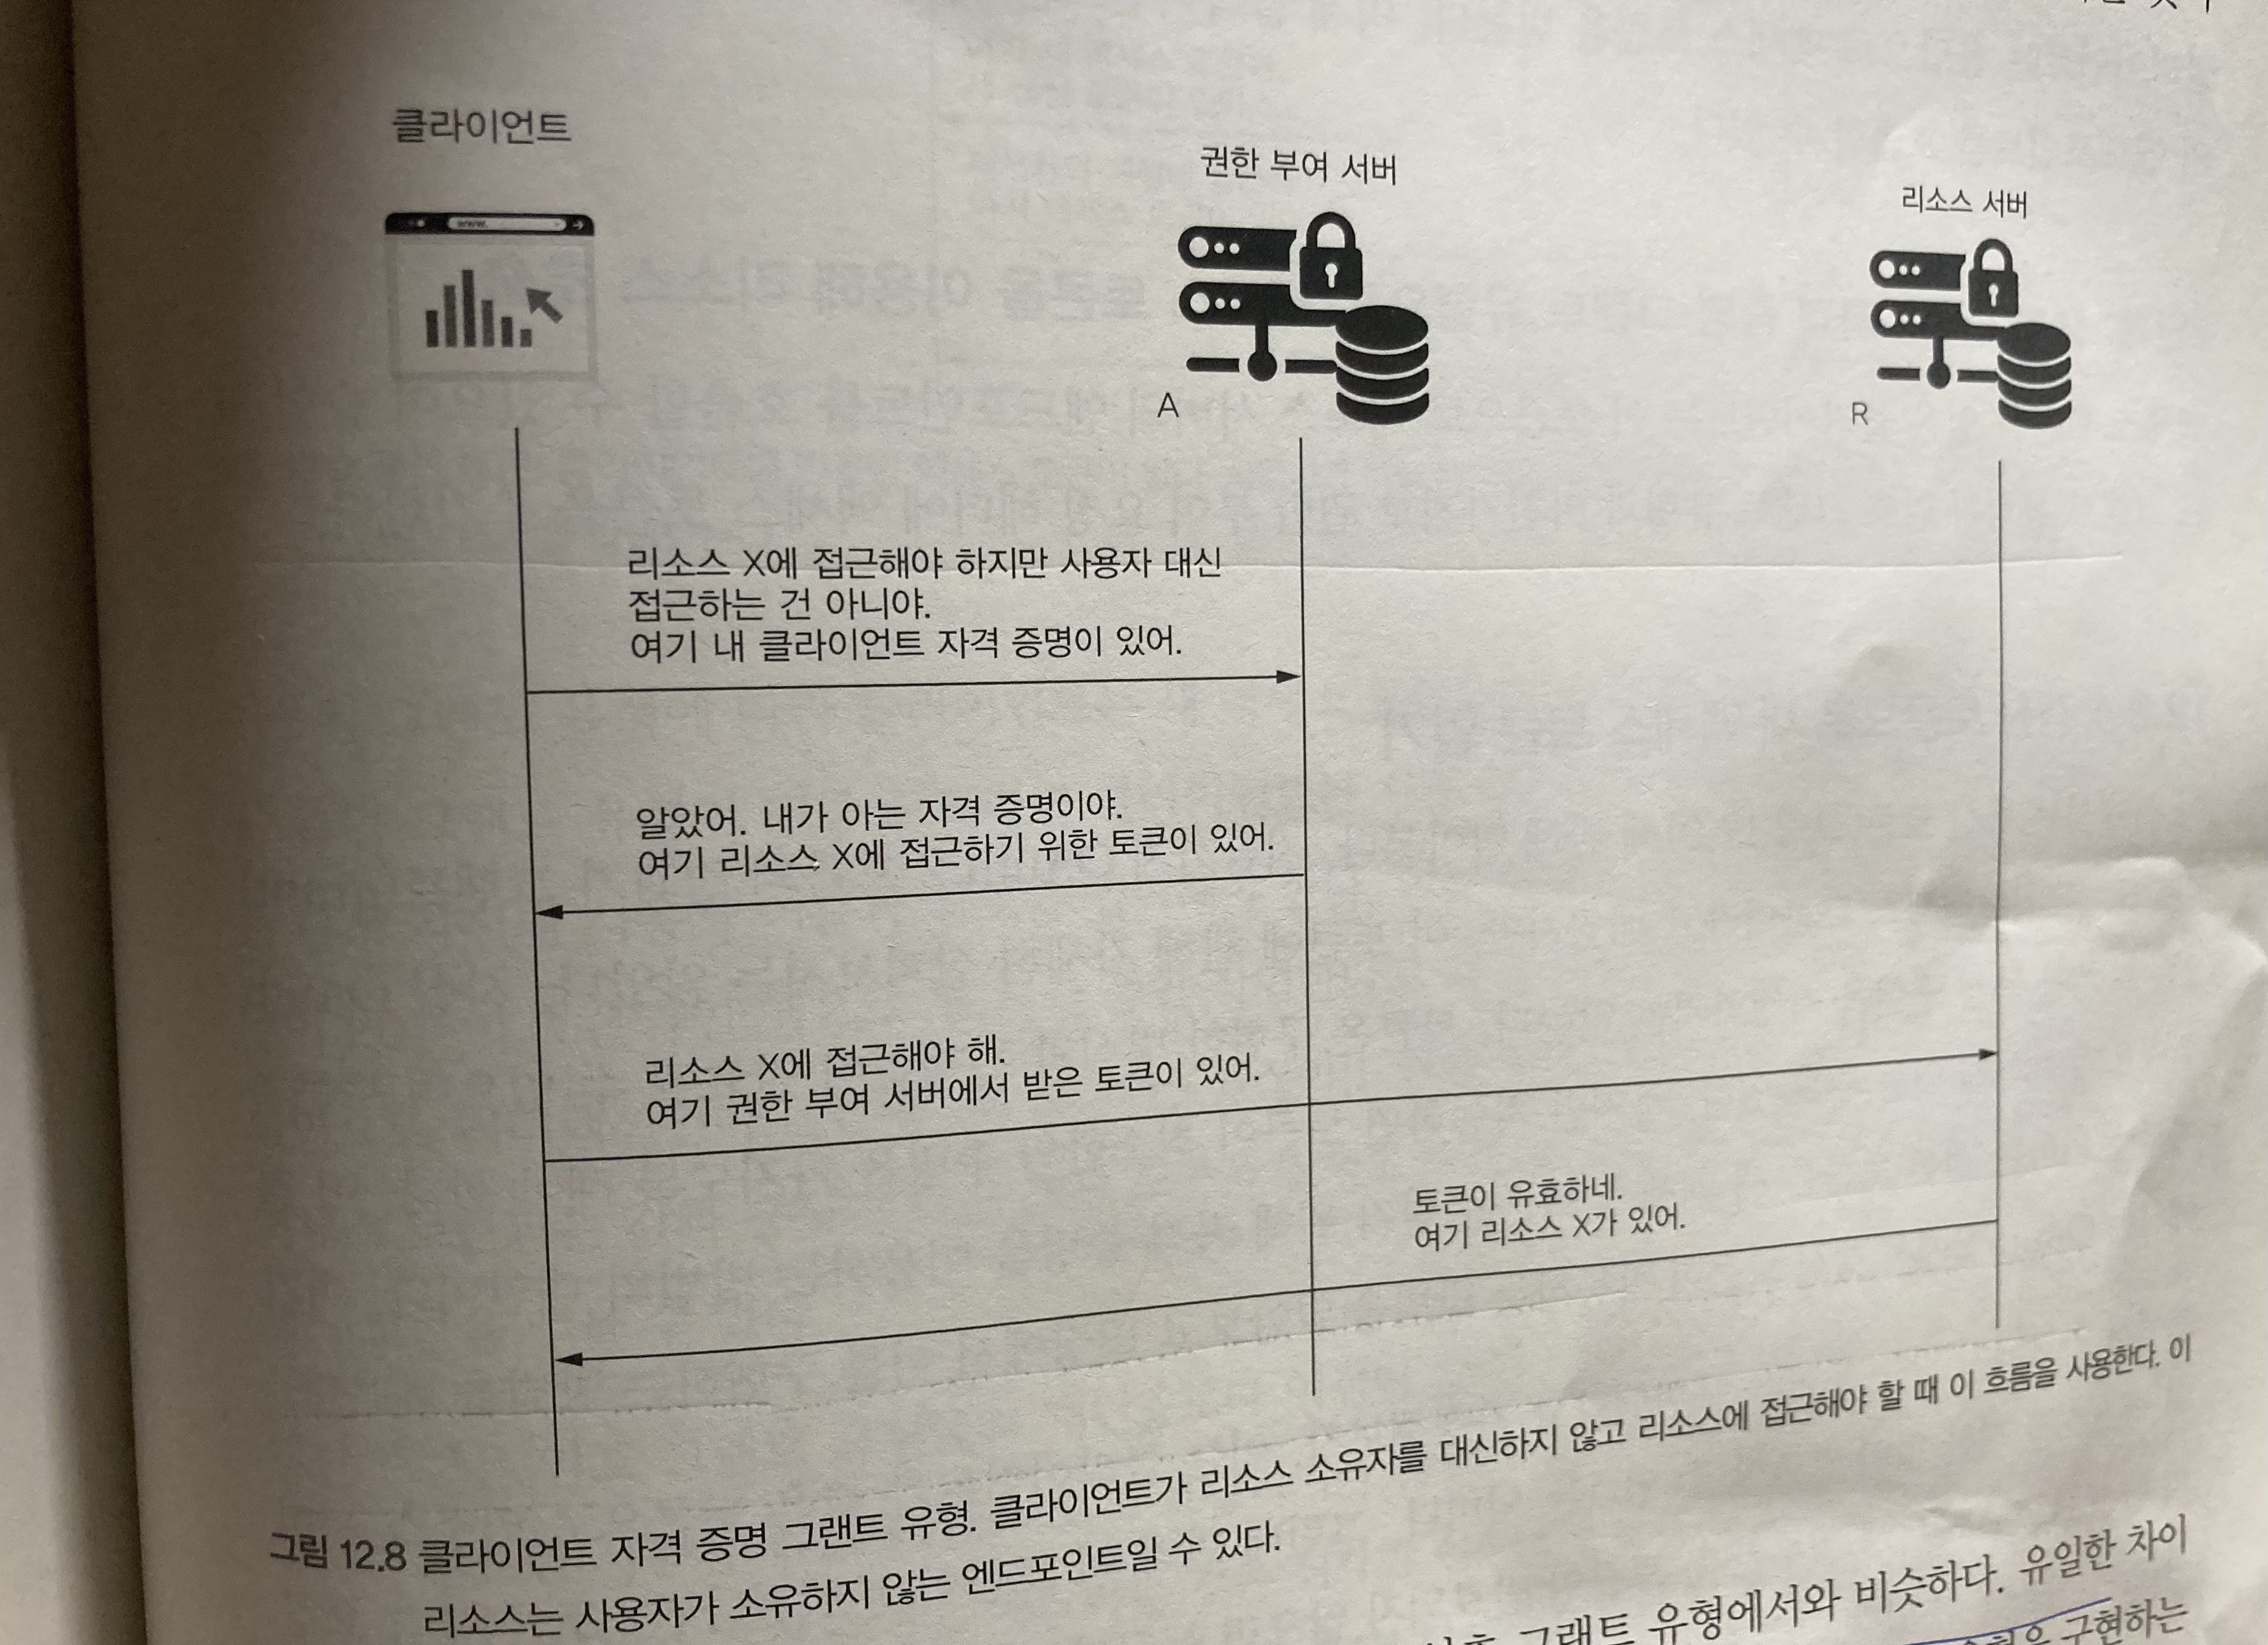 클라이언트
권한 부여 서버
리소스 서버
www.
A
R
리소스 X에 접근해야 하지만 사용자 대신
접근하는 건 아니야.
여기 내 클라이언트 자격 증명이 있어.
알았어. 내가 아는 자격 증명이야.
여기 리소스 X에 접근하기 위한 토큰이 있어.
리소스 X에 접근해야 해.
여기 권한 부여 서버에서 받은 토큰이 있어.
토큰이 유효하네.
여기 리소스 X가 있어.
그림 12.8 클라이언트 자격 증명 그랜트 유형. 클라이언트가 리소스 소유자를 대신하지 않고 리소스에 접근해야 할 때 이 흐름을 사용한다. 이
리소스는 사용자가 소유하지 않는 엔드포인트일 수 있다.
그랜트 유형에서와 비슷하다. 유일한 차이
구현하는